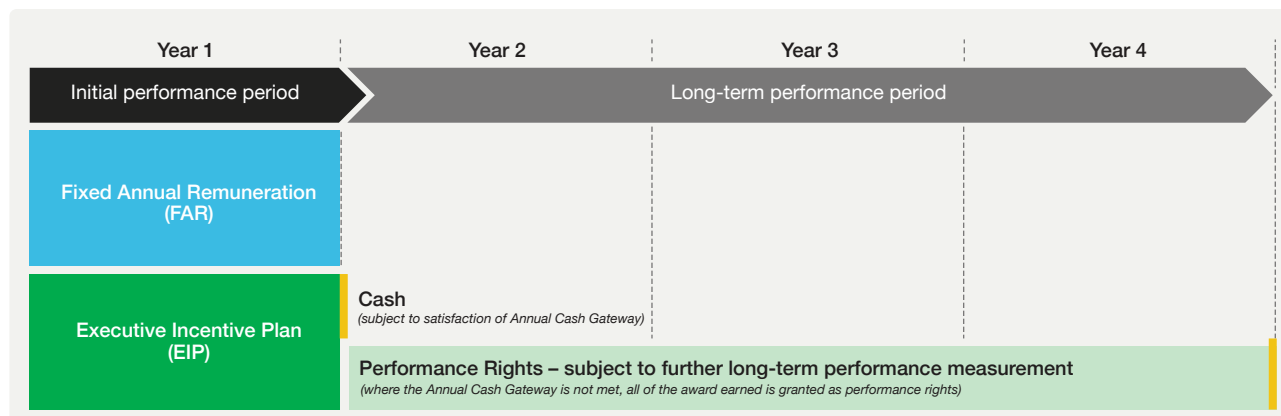 Year 1
Year 2
Year 3
Year 4
Initial performance period
Long-term performance period
Fixed Annual Remuneration
(FAR)
Executive Incentive Plan
(EIP)
Cash
(subject to satisfaction of Annual Cash Gateway)
Performance Rights – subject to further long-term performance measurement
(where the Annual Cash Gateway is not met, all of the award earned is granted as performance rights)